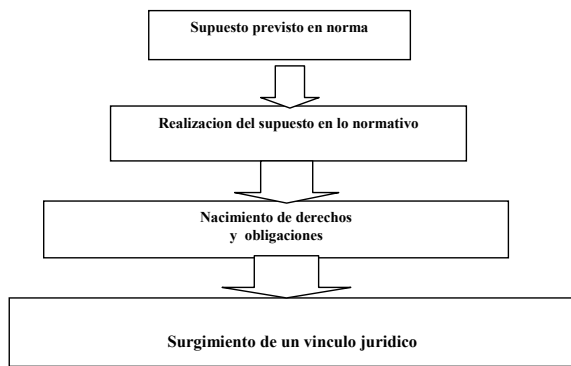 Supuesto previsto en norma
Realizacion del supuesto en lo normativo
Nacimiento de derechos
y obligaciones
Surgimiento de un vinculo juridico